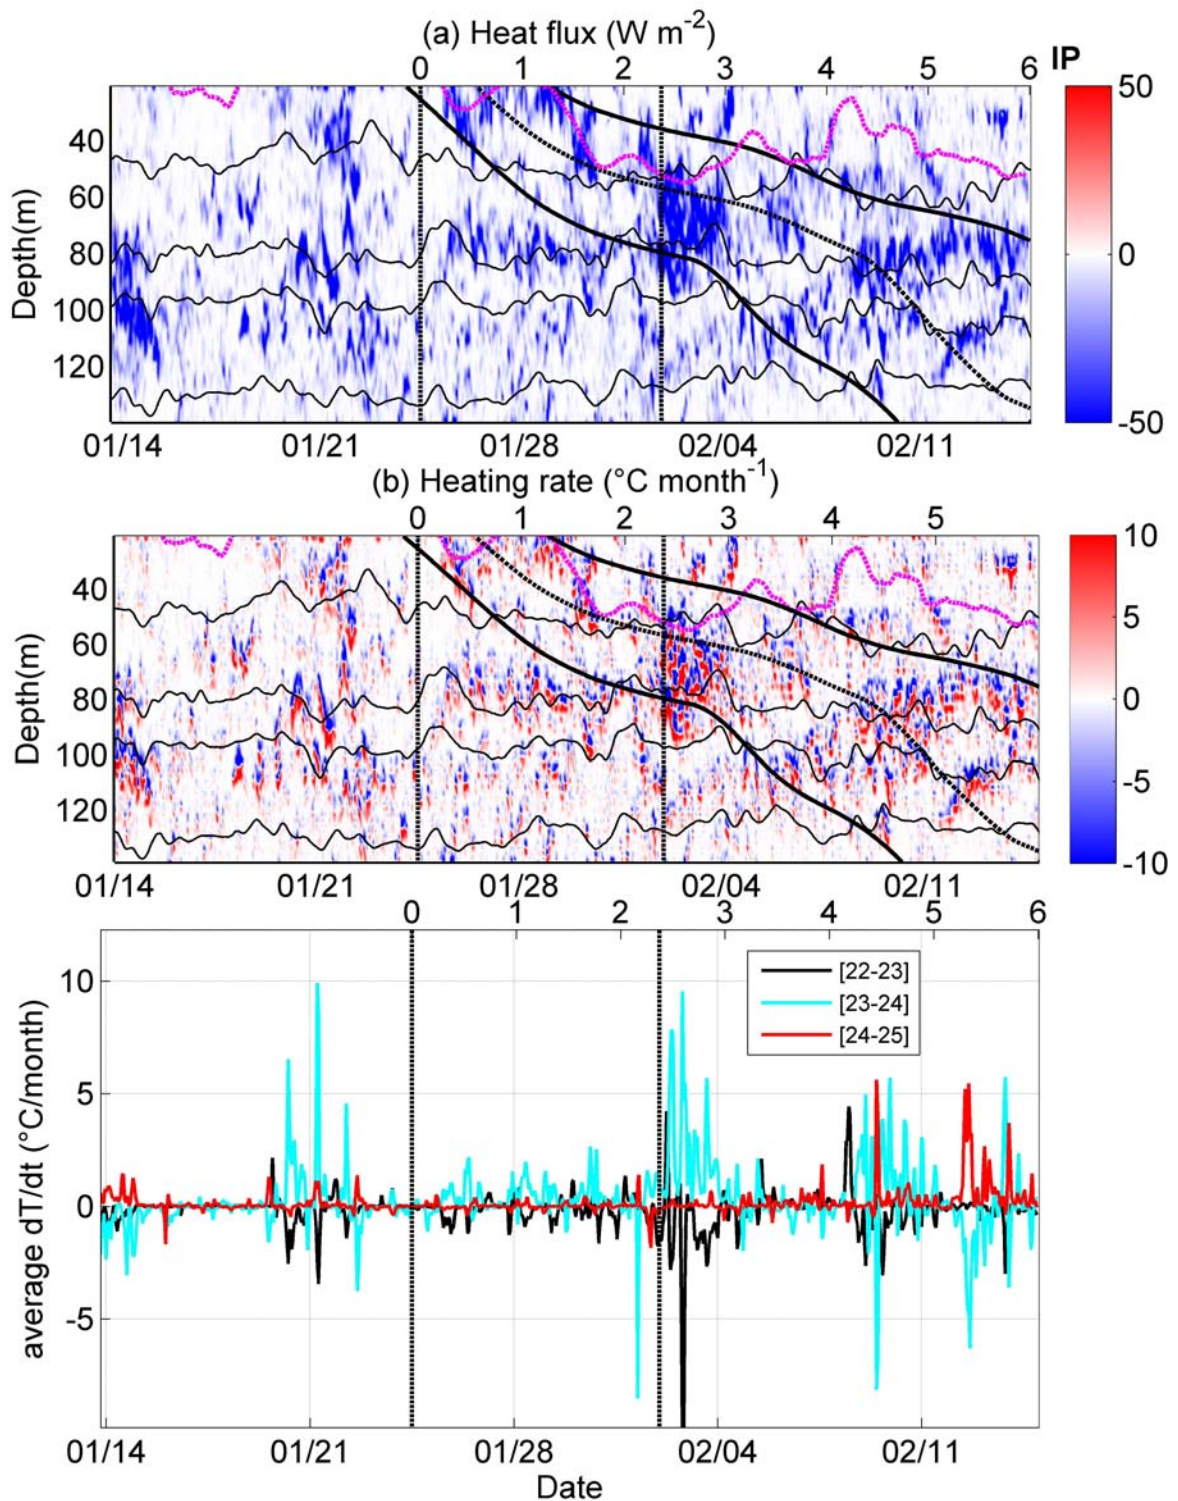 (a) Heat flux (W m⁻²)
0 1 2 3 4 5 6 IP
50
40
60
Depth(m)
80
0
100
120
-50
01/14 01/21 01/28 02/04 02/11
(b) Heating rate (°C month⁻¹)
0 1 2 3 4 5
10
40
5
60
Depth(m)
80
0
100
-5
120
-10
01/14 01/21 01/28 02/04 02/11
0 1 2 3 4 5 6
[22-23]
[23-24]
[24-25]
10
5
average dT/dt (°C/month)
0
-5
01/14 01/21 01/28 02/04 02/11
Date